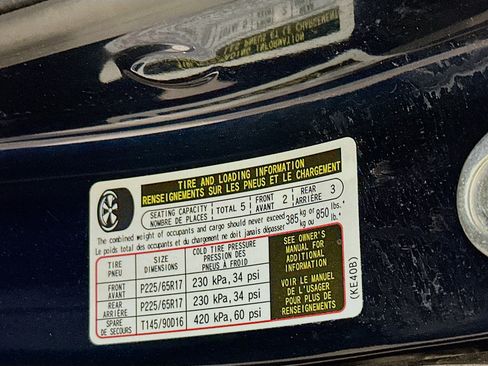 TIRE AND LOADING INFORMATION
RENSEIGNEMENTS SUR LES PNEUS ET LE CHARGEMENT
SEATING CAPACITY
NOMBRE DE PLACES
TOTAL 5
FRONT
AVANT
2
REAR
ARRIÈRE
3
The combined weight of occupants and cargo should never exceed
Le poids total des occupants et du chargement ne doit jamais dépasser
385 kg or 850 lbs.
kg ou lb.
TIRE
PNEU
SIZE
DIMENSIONS
COLD TIRE PRESSURE
PRESSION DES
PNEUS À FROID
FRONT
AVANT
P225/65R17
230 kPa, 34 psi
REAR
ARRIÈRE
P225/65R17
230 kPa, 34 psi
SPARE
DE SECOURS
T145/90D16
420 kPa, 60 psi
SEE OWNER'S
MANUAL FOR
ADDITIONAL
INFORMATION
VOIR LE MANUEL
DE L'USAGER
POUR PLUS DE
RENSEIGNEMENTS
(KE40B)